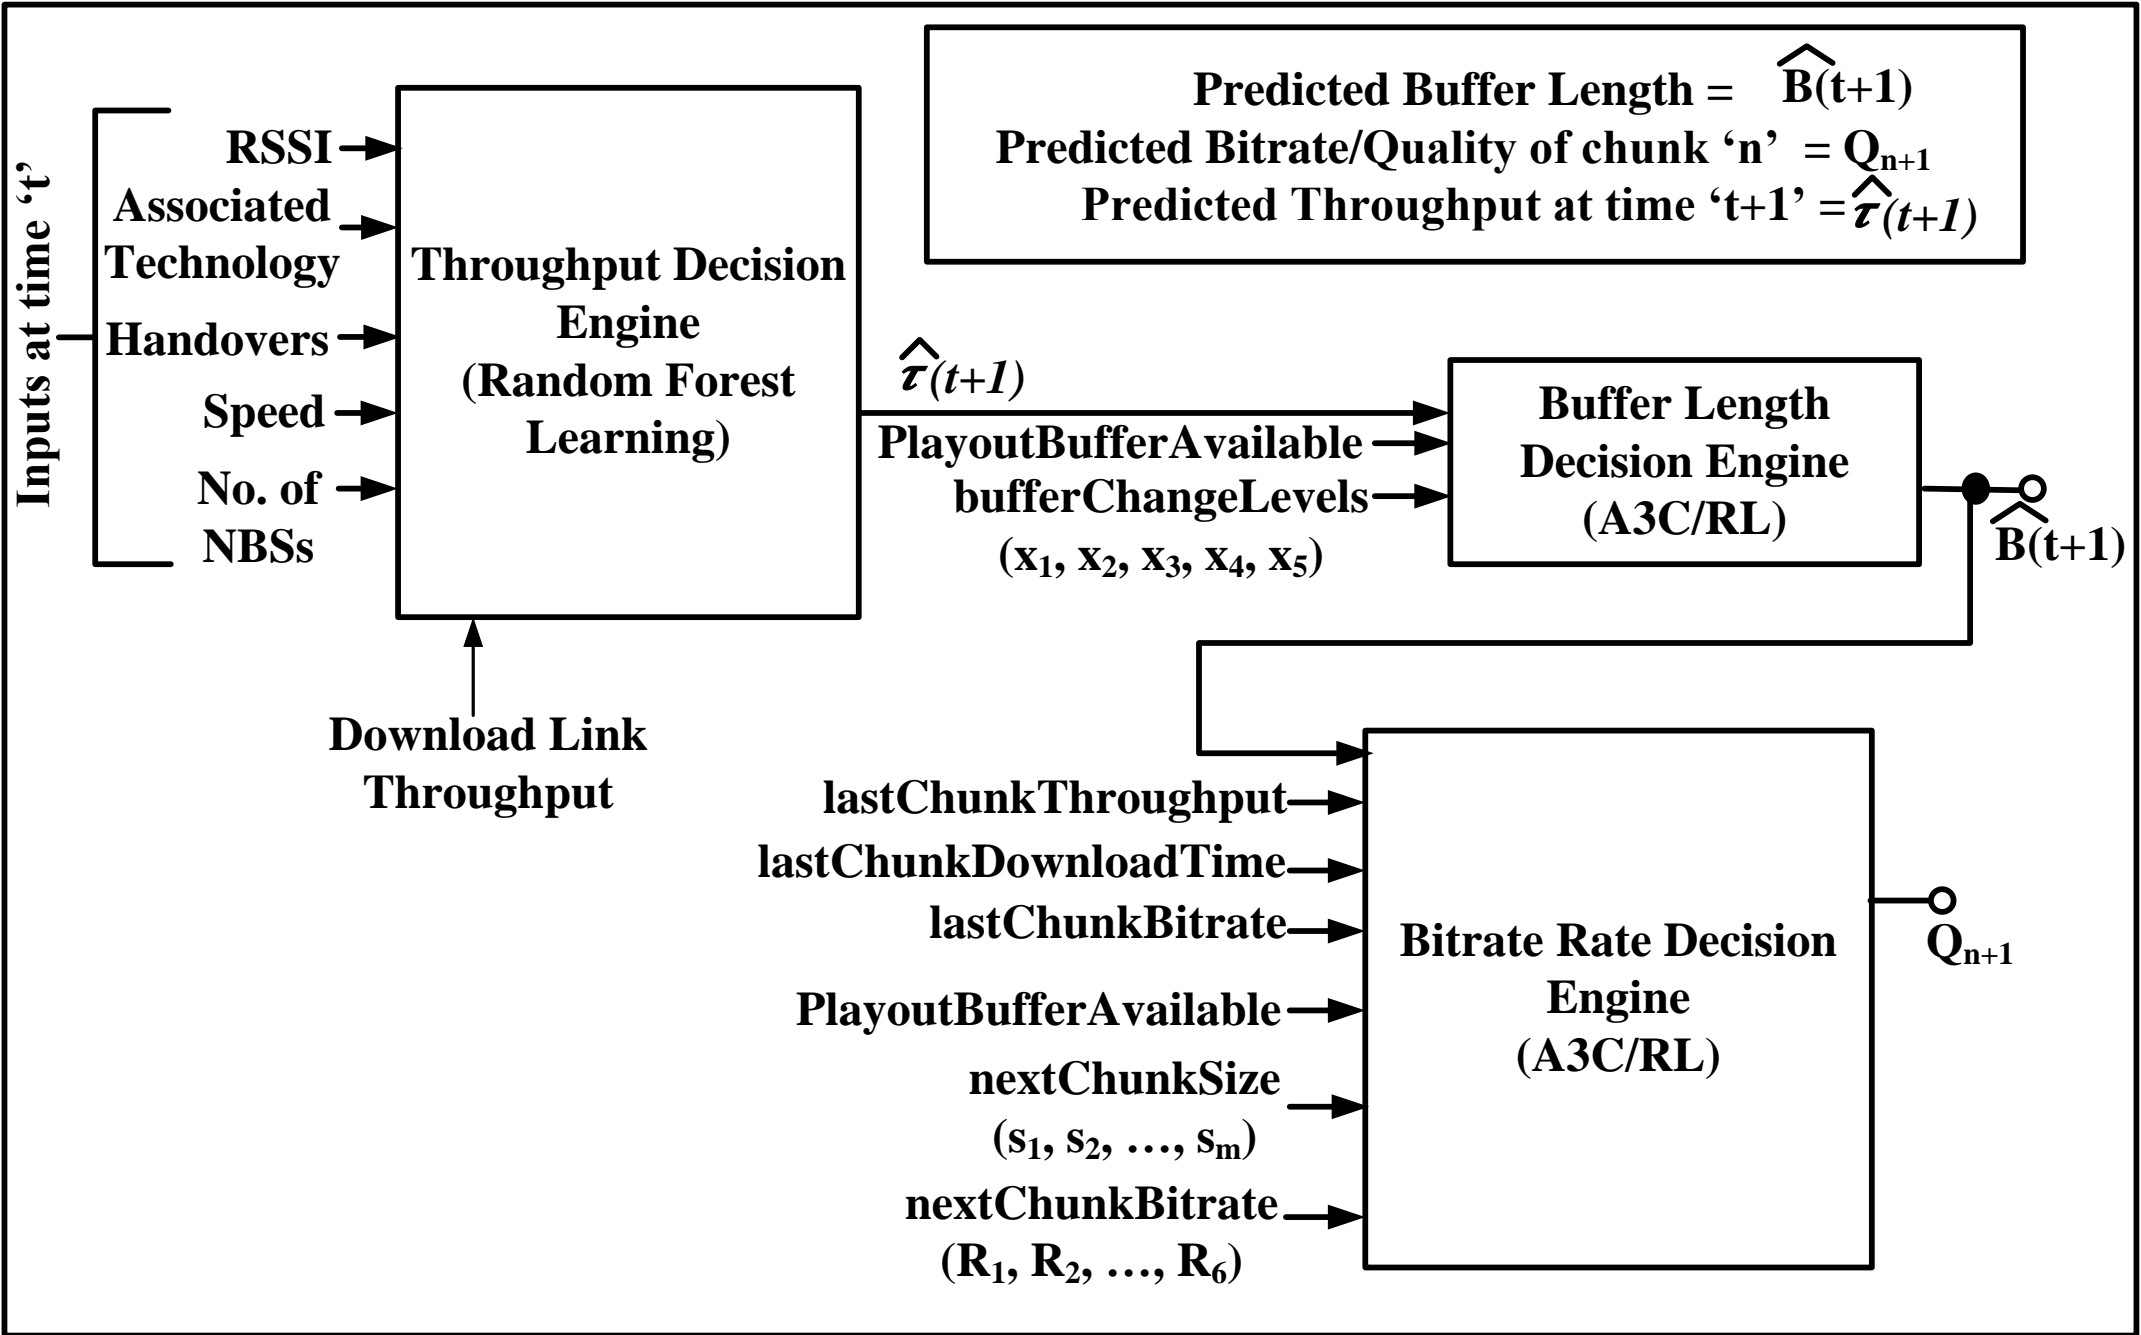 Inputs at time ‘t’
RSSI
Associated
Technology
Handovers
Speed
No. of
NBSs
Throughput Decision
Engine
(Random Forest
Learning)
Download Link
Throughput
Predicted Buffer Length = B̂(t+1)
Predicted Bitrate/Quality of chunk ‘n’ = Qₙ₊₁
Predicted Throughput at time ‘t+1’ = τ̂(t+1)
τ̂(t+1)
PlayoutBufferAvailable
bufferChangeLevels
(x₁, x₂, x₃, x₄, x₅)
Buffer Length
Decision Engine
(A3C/RL)
B̂(t+1)
lastChunkThroughput
lastChunkDownloadTime
lastChunkBitrate
PlayoutBufferAvailable
nextChunkSize
(s₁, s₂, …, sₘ)
nextChunkBitrate
(R₁, R₂, …, R₆)
Bitrate Rate Decision
Engine
(A3C/RL)
Qₙ₊₁